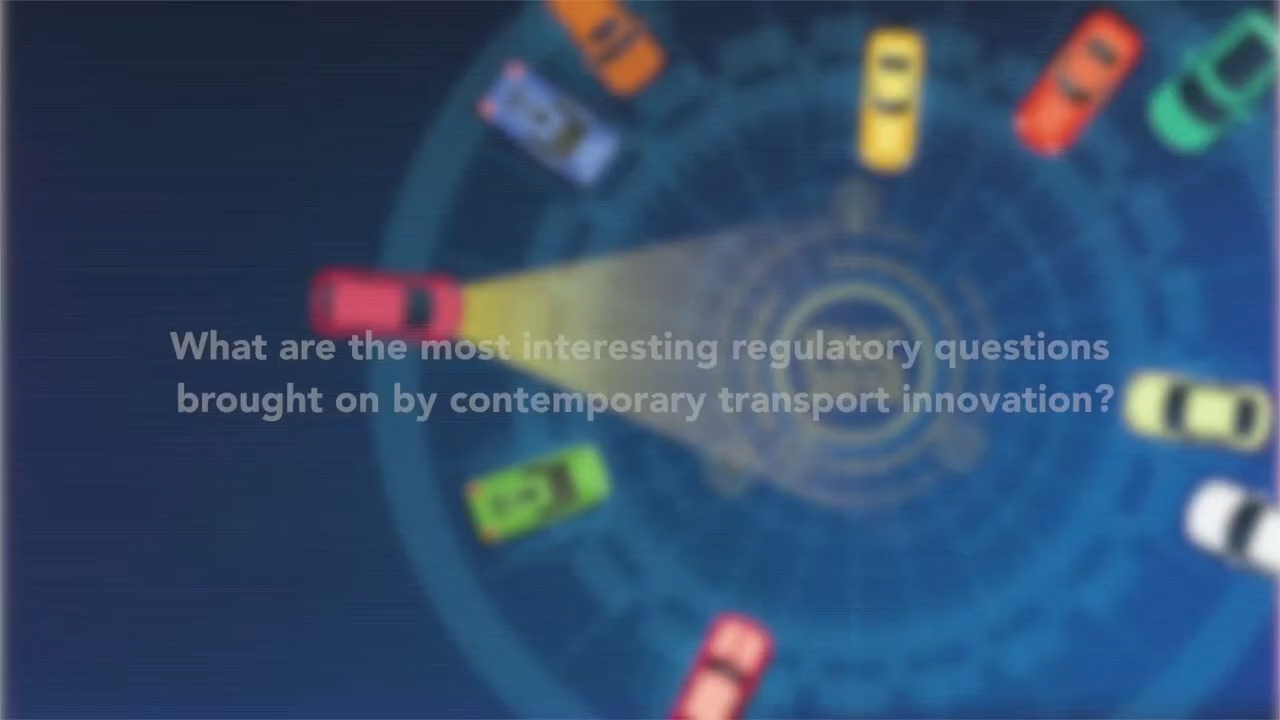 What are the most interesting regulatory questions
brought on by contemporary transport innovation?